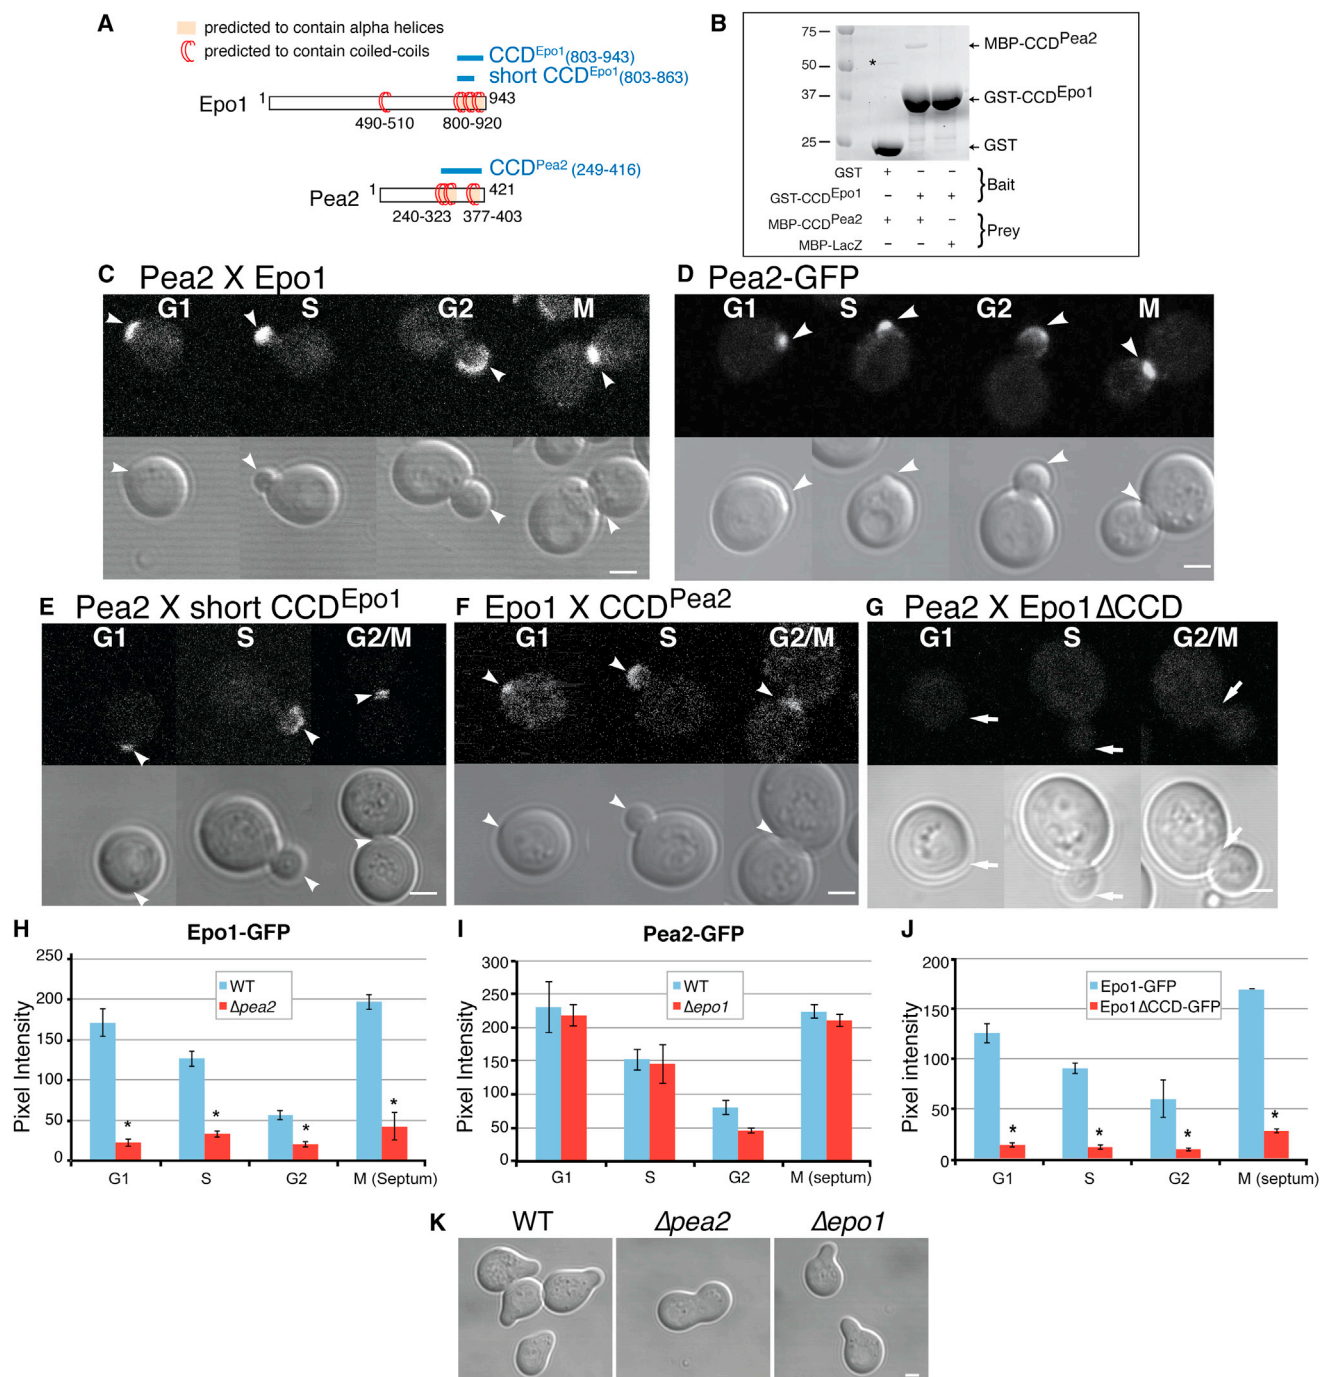 A
predicted to contain alpha helices
predicted to contain coiled-coils
CCD^Epo1 (803-943)
short CCD^Epo1 (803-863)
Epo1
1
943
490-510
800-920
CCD^Pea2 (249-416)
Pea2
1
421
240-323
377-403
B
75
50
37
25
*
MBP-CCD^Pea2
GST-CCD^Epo1
GST
GST + − −
GST-CCD^Epo1 − + +
Bait
MBP-CCD^Pea2 + + −
MBP-LacZ − − +
Prey
C Pea2 X Epo1
G1 S G2 M
D Pea2-GFP
G1 S G2 M
E Pea2 X short CCD^Epo1
G1 S G2/M
F Epo1 X CCD^Pea2
G1 S G2/M
G Pea2 X Epo1ΔCCD
G1 S G2/M
H
Epo1-GFP
Pixel Intensity
250
200
150
100
50
0
WT
Δpea2
* * * *
G1 S G2 M (Septum)
I
Pea2-GFP
Pixel Intensity
300
250
200
150
100
50
0
WT
Δepo1
G1 S G2 M (Septum)
J
Pixel intensity
200
150
100
50
0
Epo1-GFP
Epo1ΔCCD-GFP
* * * *
G1 S G2 M (septum)
K
WT Δpea2 Δepo1